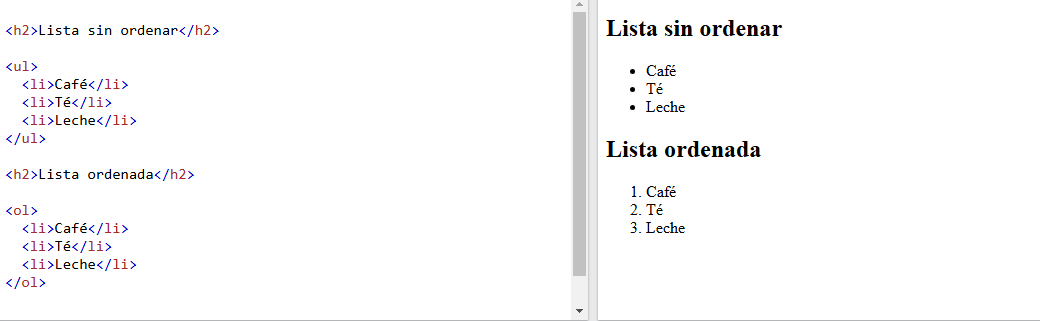 <h2>Lista sin ordenar</h2>
<ul>
  <li>Café</li>
  <li>Té</li>
  <li>Leche</li>
</ul>
<h2>Lista ordenada</h2>
<ol>
  <li>Café</li>
  <li>Té</li>
  <li>Leche</li>
</ol>
Lista sin ordenar
• Café
• Té
• Leche
Lista ordenada
1. Café
2. Té
3. Leche